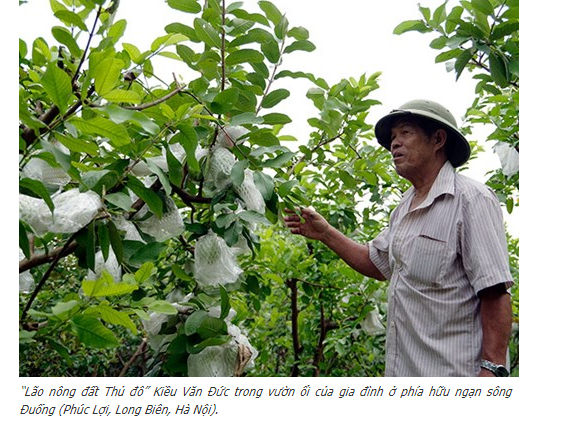 “Lão nông đất Thủ đô” Kiều Văn Đức trong vườn ổi của gia đình ở phía hữu ngạn sông
Đuống (Phúc Lợi, Long Biên, Hà Nội).